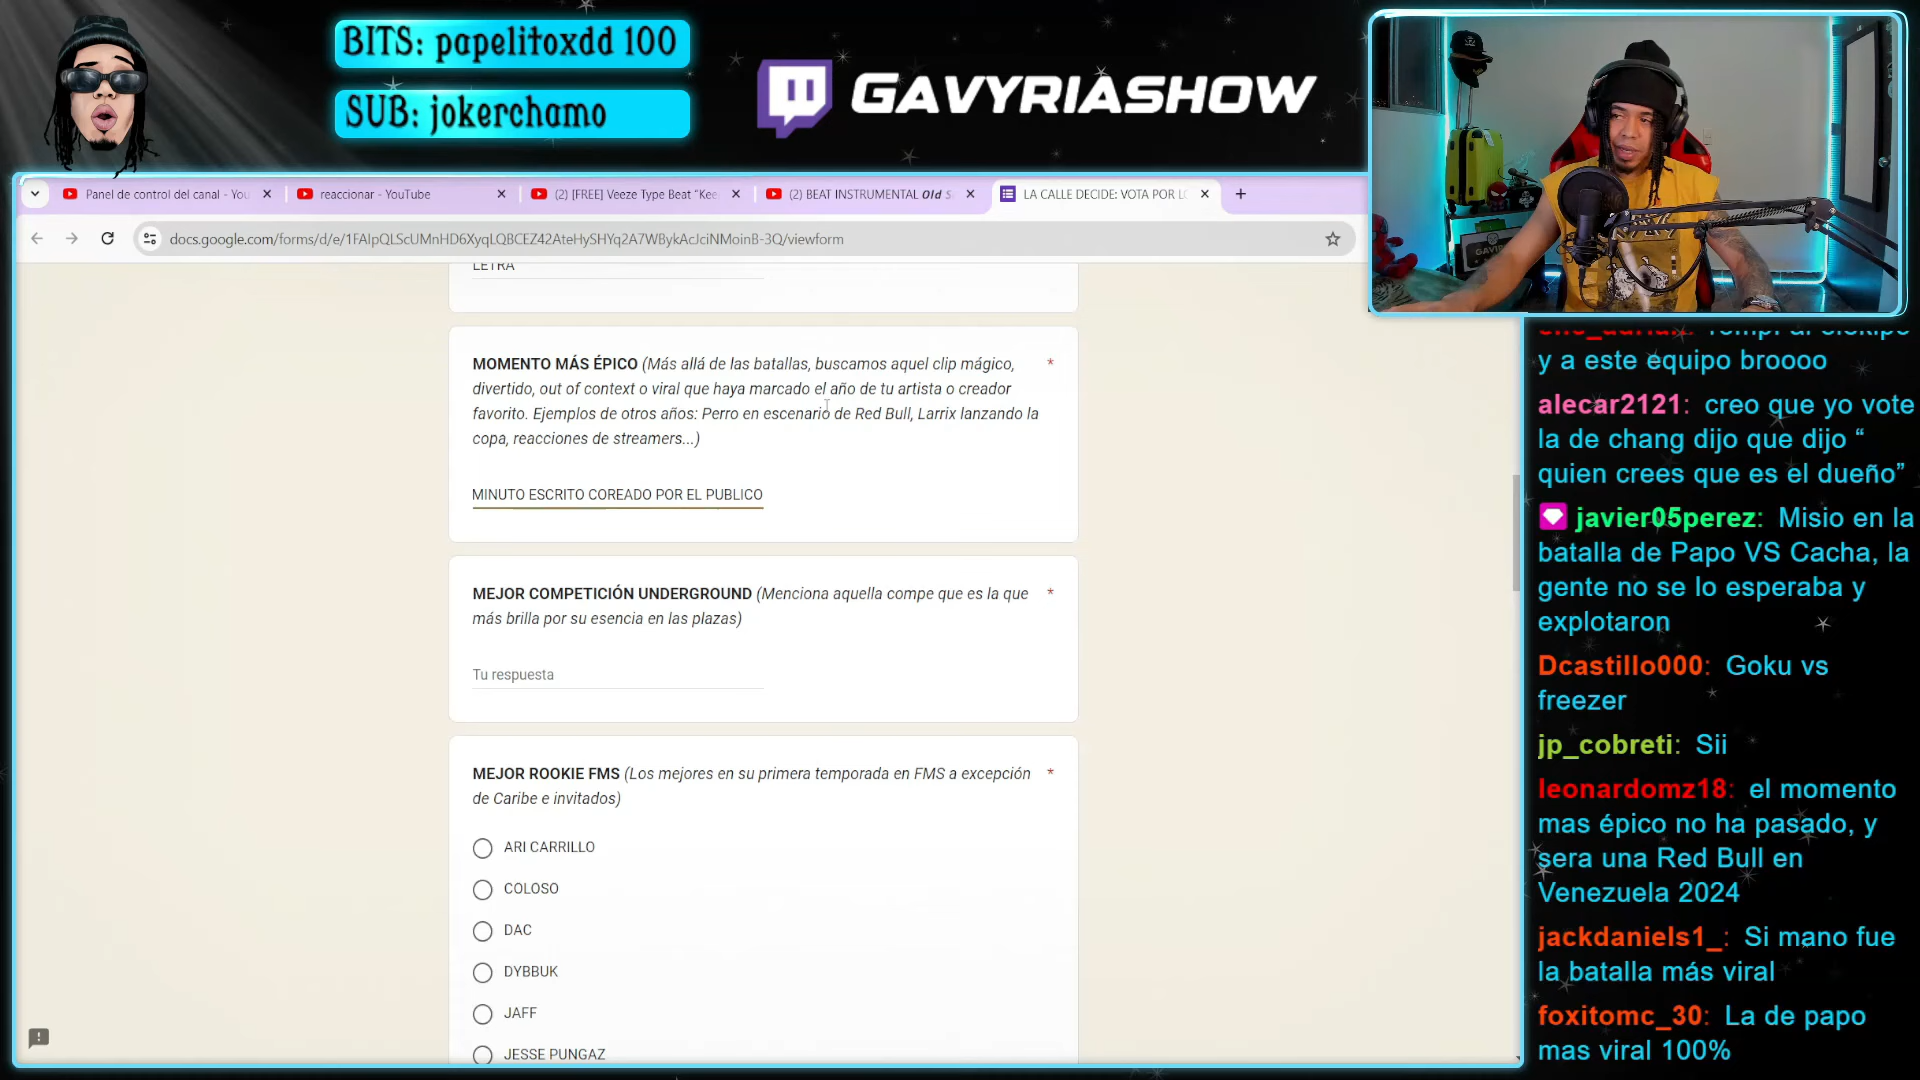 BITS: papelitoxdd 100
SUB: jokerchamo
GAVYRIASHOW
Panel de control del canal - You
reaccionar - YouTube
(2) [FREE] Veeze Type Beat "Kee
(2) BEAT INSTRUMENTAL Old S
LA CALLE DECIDE: VOTA POR LO
docs.google.com/forms/d/e/1FAIpQLScUMnHD6XyqLQBCEZ42AteHySHYq2A7WBykAcJciNMoinB-3Q/viewform
LETRA
MOMENTO MÁS ÉPICO (Más allá de las batallas, buscamos aquel clip mágico, *
divertido, out of context o viral que haya marcado el año de tu artista o creador
favorito. Ejemplos de otros años: Perro en escenario de Red Bull, Larrix lanzando la
copa, reacciones de streamers...)
MINUTO ESCRITO COREADO POR EL PUBLICO
MEJOR COMPETICIÓN UNDERGROUND (Menciona aquella compe que es la que *
más brilla por su esencia en las plazas)
Tu respuesta
MEJOR ROOKIE FMS (Los mejores en su primera temporada en FMS a excepción *
de Caribe e invitados)
ARI CARRILLO
COLOSO
DAC
DYBBUK
JAFF
JESSE PUNGAZ
y a este equipo broooo
alecar2121: creo que yo vote
la de chang dijo que dijo “
quien crees que es el dueño”
javier05perez: Misio en la
batalla de Papo VS Cacha, la
gente no se lo esperaba y
explotaron
Dcastillo000: Goku vs
freezer
jp_cobreti: Sii
leonardomz18: el momento
mas épico no ha pasado, y
sera una Red Bull en
Venezuela 2024
jackdaniels1_: Si mano fue
la batalla más viral
foxitomc_30: La de papo
mas viral 100%